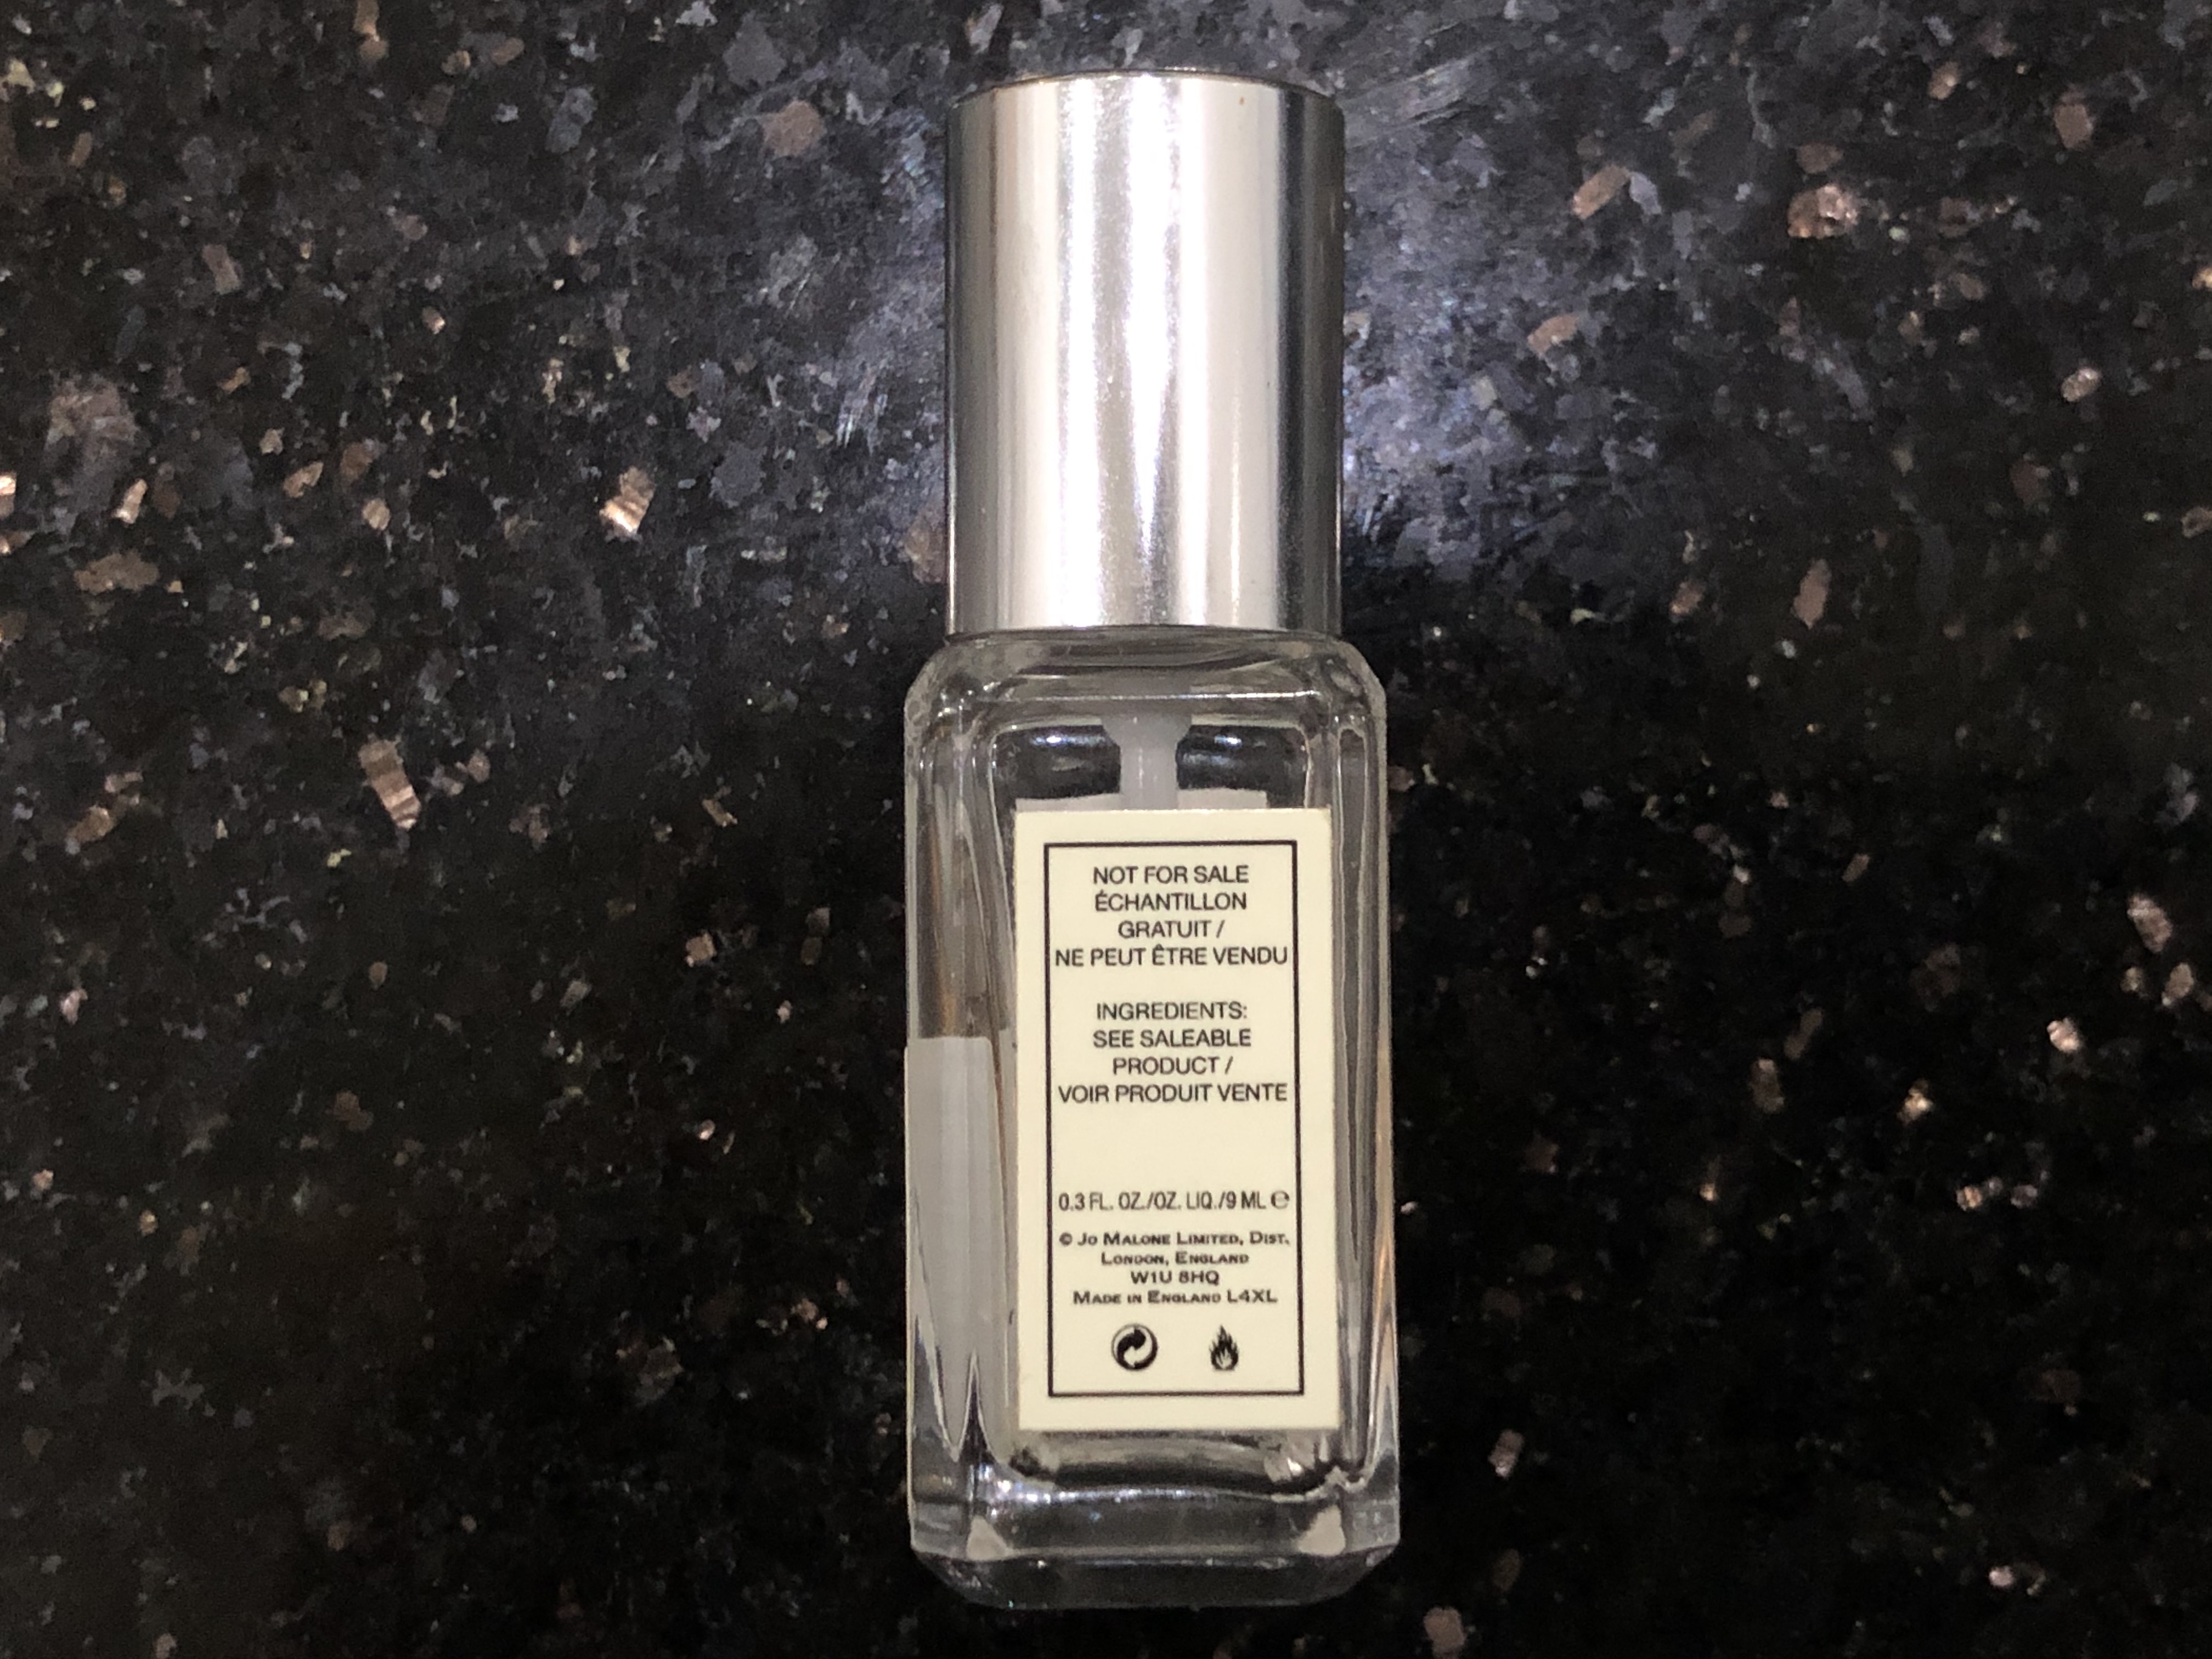 NOT FOR SALE
ÉCHANTILLON
GRATUIT /
NE PEUT ÊTRE VENDU
INGREDIENTS:
SEE SALEABLE
PRODUCT /
VOIR PRODUIT VENTE
0.3 FL. OZ./OZ. LIQ./9 ML ℮
© Jo Malone Limited, Dist.
London, England
W1U 8HQ
Made in England L4XL